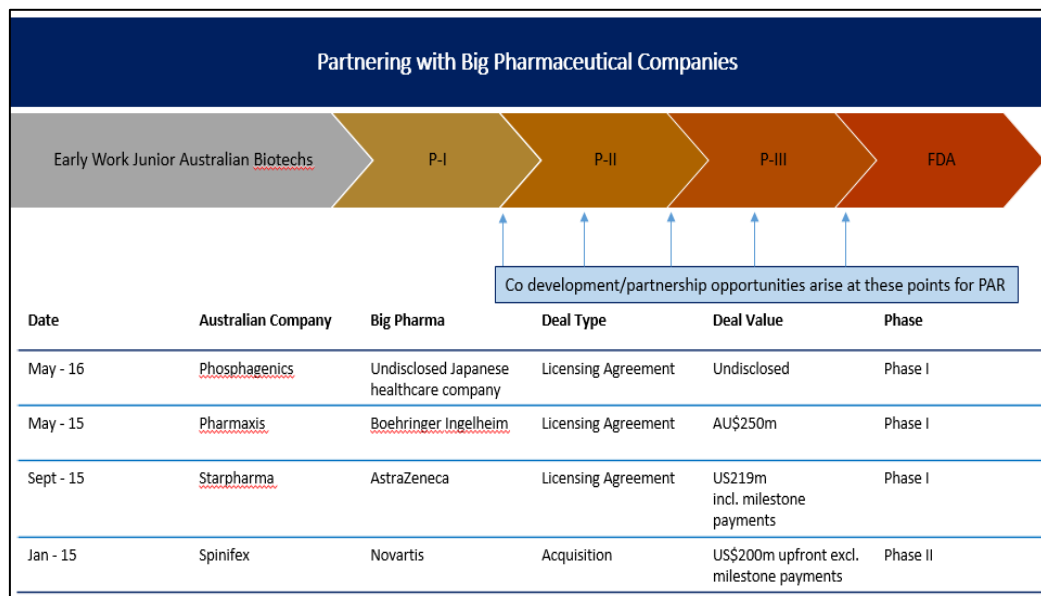 Partnering with Big Pharmaceutical Companies
Early Work Junior Australian Biotechs
P-I
P-II
P-III
FDA
Co development/partnership opportunities arise at these points for PAR
Date Australian Company Big Pharma Deal Type Deal Value Phase
May - 16 Phosphagenics Undisclosed Japanese Licensing Agreement Undisclosed Phase I
healthcare company
May - 15 Pharmaxis Boehringer Ingelheim Licensing Agreement AU$250m Phase I
Sept - 15 Starpharma AstraZeneca Licensing Agreement US219m Phase I
incl. milestone
payments
Jan - 15 Spinifex Novartis Acquisition US$200m upfront excl. Phase II
milestone payments